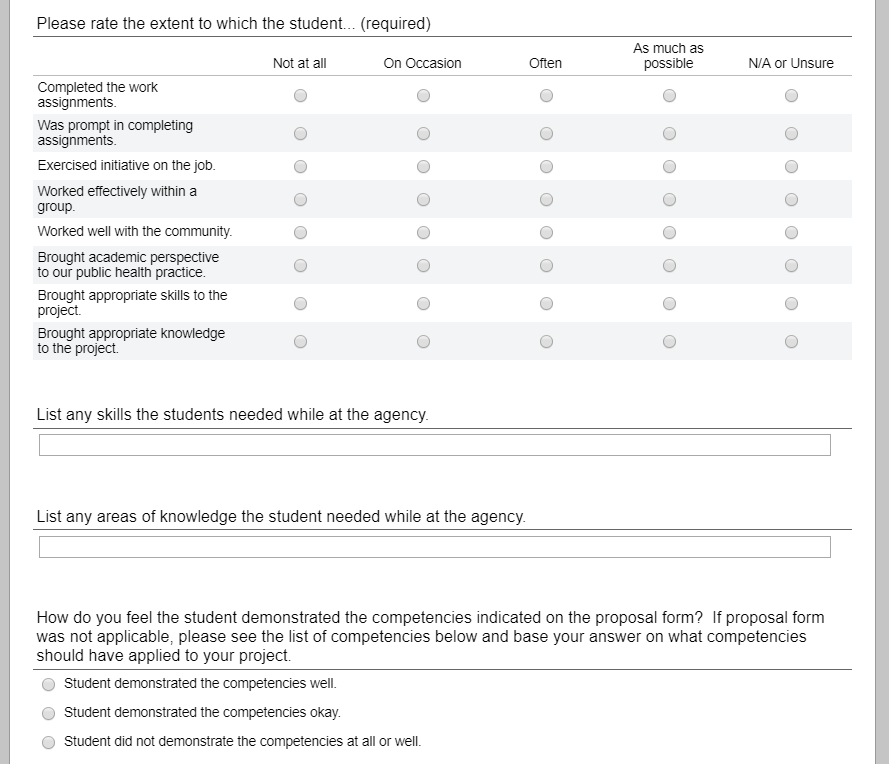 Please rate the extent to which the student... (required)
Not at all On Occasion Often As much as possible N/A or Unsure
Completed the work
assignments.
Was prompt in completing
assignments.
Exercised initiative on the job.
Worked effectively within a
group.
Worked well with the community.
Brought academic perspective
to our public health practice.
Brought appropriate skills to the
project.
Brought appropriate knowledge
to the project.
List any skills the students needed while at the agency.
List any areas of knowledge the student needed while at the agency.
How do you feel the student demonstrated the competencies indicated on the proposal form?  If proposal form
was not applicable, please see the list of competencies below and base your answer on what competencies
should have applied to your project.
Student demonstrated the competencies well.
Student demonstrated the competencies okay.
Student did not demonstrate the competencies at all or well.